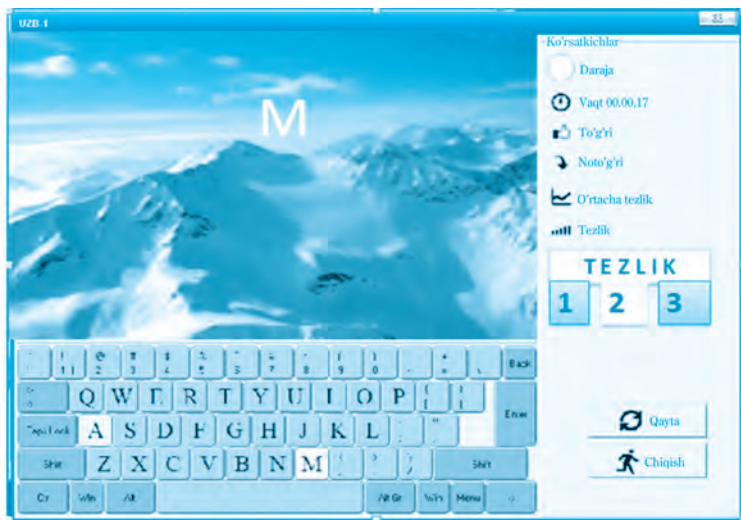 UZB-1
Ko'rsatkichlar
M
Daraja
Vaqt 00.00.17
To'g'ri
Noto'g'ri
O'rtacha tezlik
Tezlik
TEZLIK
1 2 3
Back
Q W E R T Y U I O P
Enter
Caps Lock A S D F G H J K L
Shift Z X C V B N M Shift
Win Alt Alt Gr Win Menu
Qayta
Chiqish